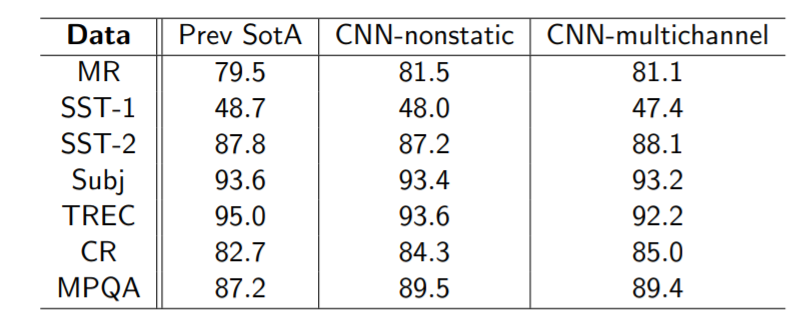 Data Prev SotA CNN-nonstatic CNN-multichannel
MR 79.5 81.5 81.1
SST-1 48.7 48.0 47.4
SST-2 87.8 87.2 88.1
Subj 93.6 93.4 93.2
TREC 95.0 93.6 92.2
CR 82.7 84.3 85.0
MPQA 87.2 89.5 89.4